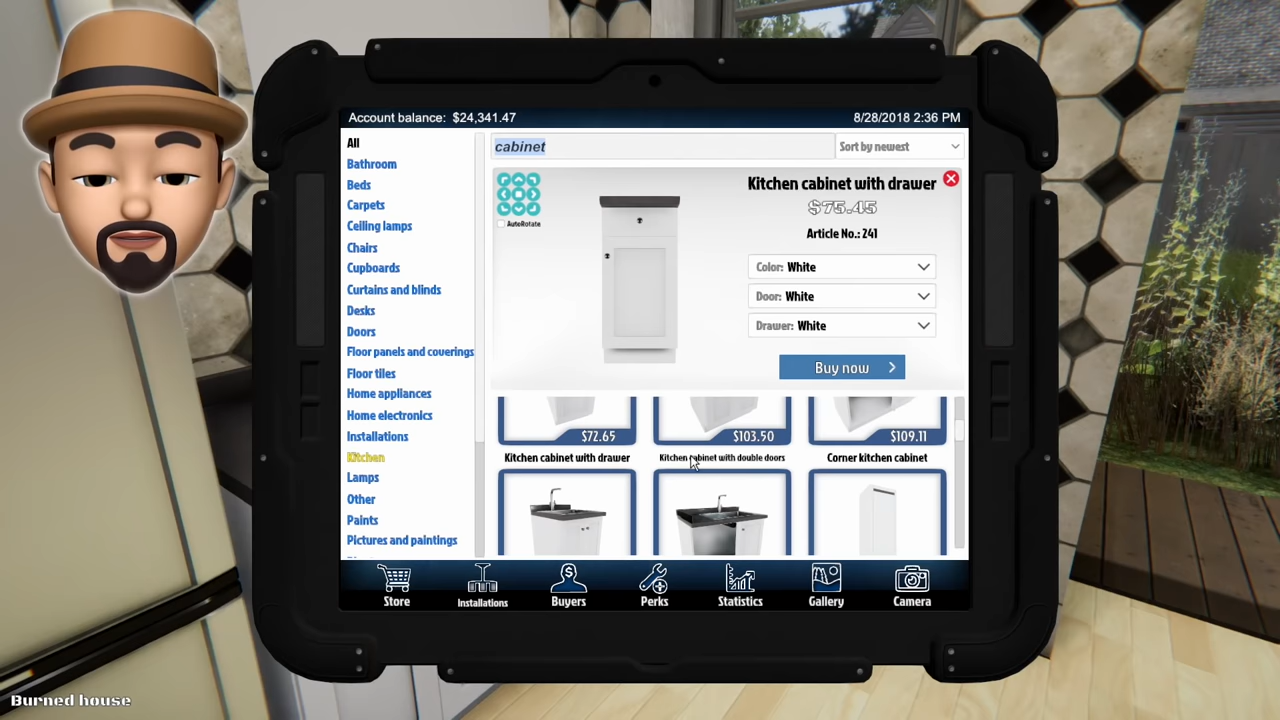 Account balance: $24,341.47
8/28/2018 2:36 PM
All
Bathroom
Beds
Carpets
Ceiling lamps
Chairs
Cupboards
Curtains and blinds
Desks
Doors
Floor panels and coverings
Floor tiles
Home appliances
Home electronics
Installations
Kitchen
Lamps
Other
Paints
Pictures and paintings
cabinet
Sort by newest
AutoRotate
Kitchen cabinet with drawer
$75.45
Article No.: 241
Color: White
Door: White
Drawer: White
Buy now
$72.65
$103.50
$109.11
Kitchen cabinet with drawer
Kitchen cabinet with double doors
Corner kitchen cabinet
Store
Installations
Buyers
Perks
Statistics
Gallery
Camera
Burned house